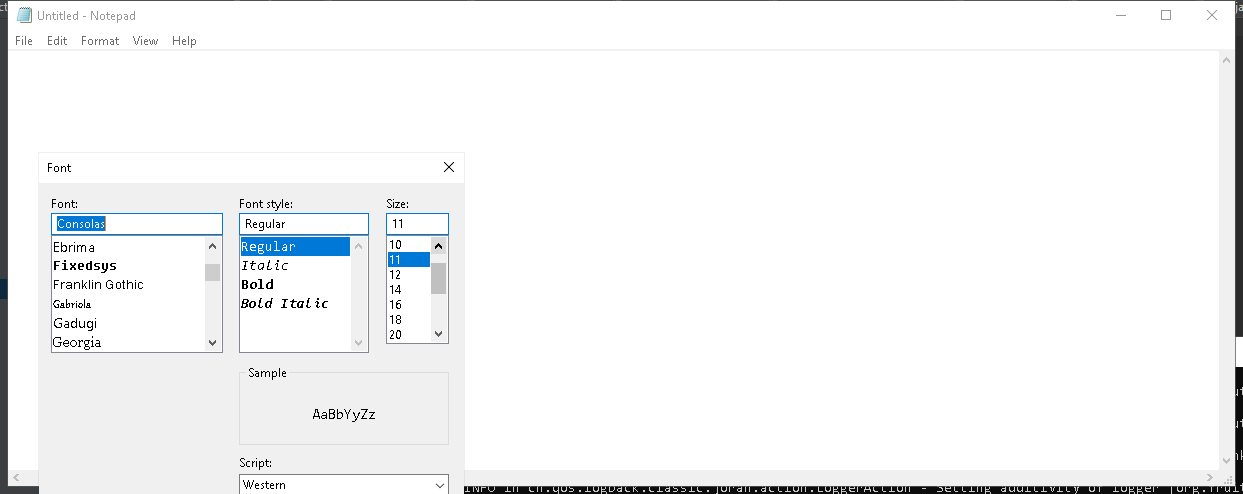 Untitled - Notepad
File Edit Format View Help
Font
Font: Font style: Size:
Consolas Regular 11
Ebrima
Fixedsys
Franklin Gothic
Gabriola
Gadugi
Georgia
Regular
Italic
Bold
Bold Italic
10
11
12
14
16
18
20
Sample
AaBbYyZz
Script:
Western
INFO in ch.qos.logback.classic.joran.action.LoggerAction - Setting additivity of logger